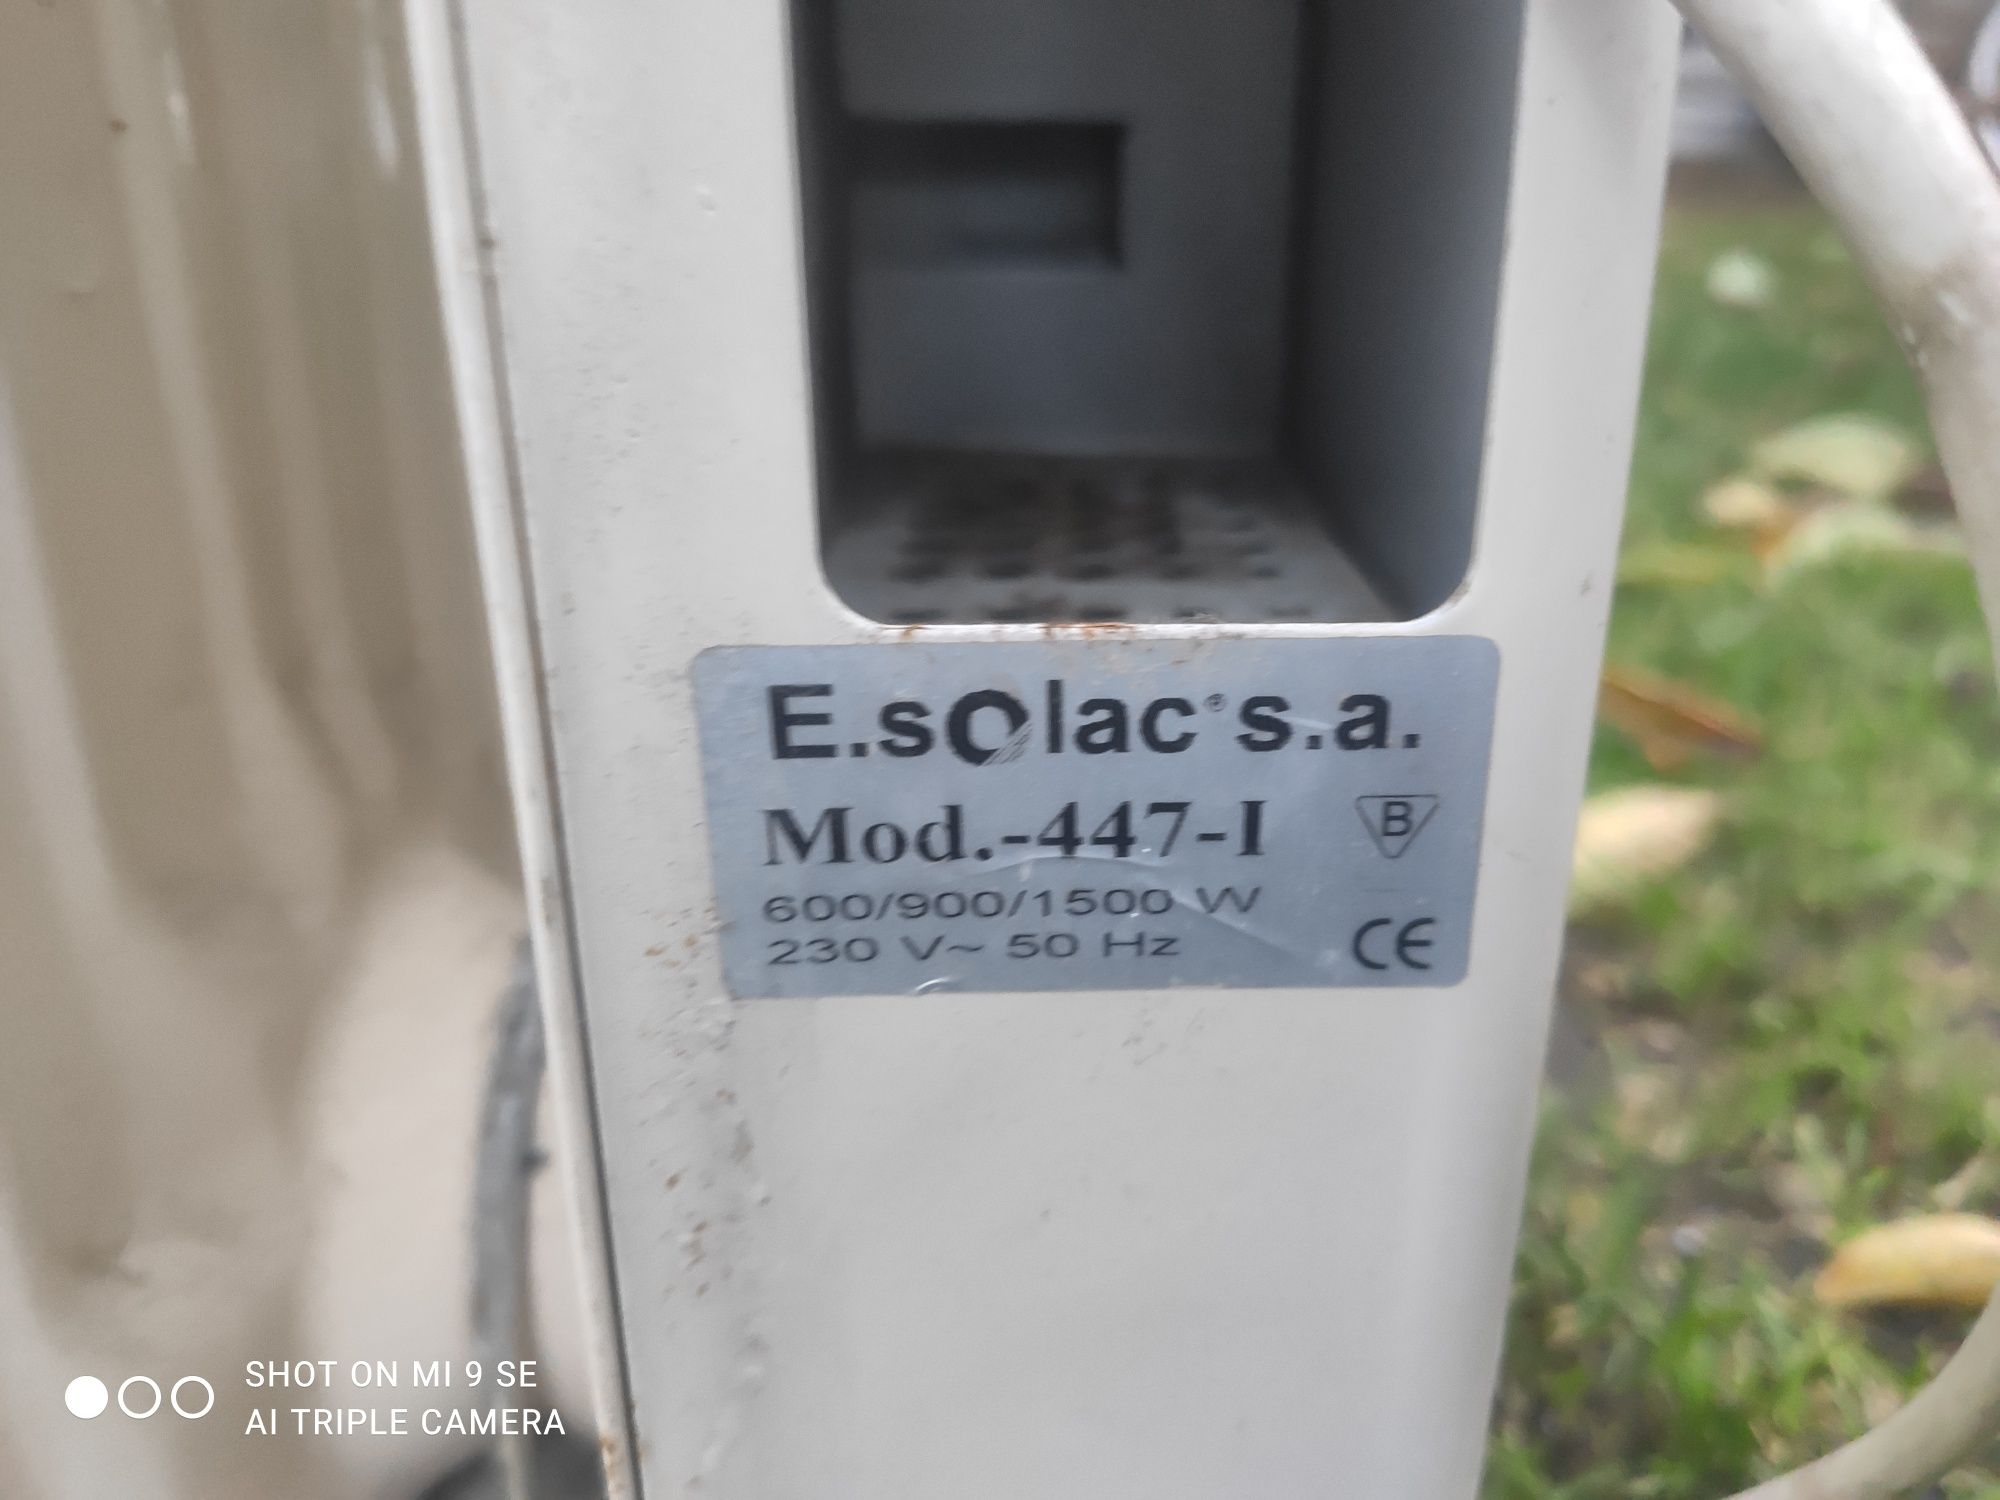 E.solac® s.a.
Mod.-447-I
B
600/900/1500 W
230 V~ 50 Hz
CE
SHOT ON MI 9 SE
AI TRIPLE CAMERA